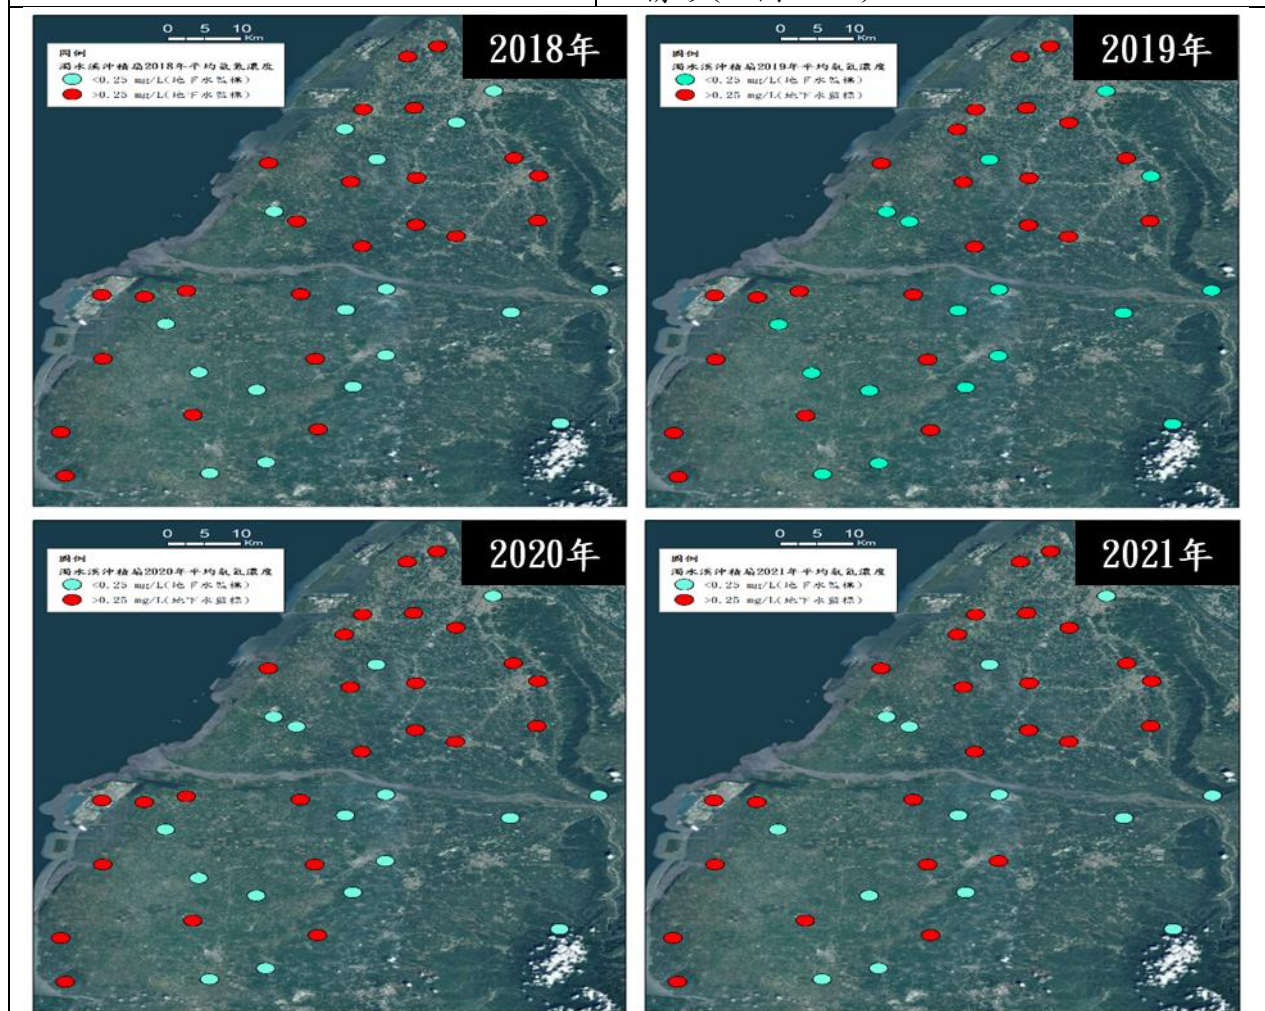 0 5 10
Km
2018年
圖例
濁水溪沖積扇2018年平均氨氮濃度
<0.25 mg/L(地下水監標)
>0.25 mg/L(地下水監標)
0 5 10
Km
2019年
圖例
濁水溪沖積扇2019年平均氨氮濃度
<0.25 mg/L(地下水監標)
>0.25 mg/L(地下水監標)
0 5 10
Km
2020年
圖例
濁水溪沖積扇2020年平均氨氮濃度
<0.25 mg/L(地下水監標)
>0.25 mg/L(地下水監標)
0 5 10
Km
2021年
圖例
濁水溪沖積扇2021年平均氨氮濃度
<0.25 mg/L(地下水監標)
>0.25 mg/L(地下水監標)